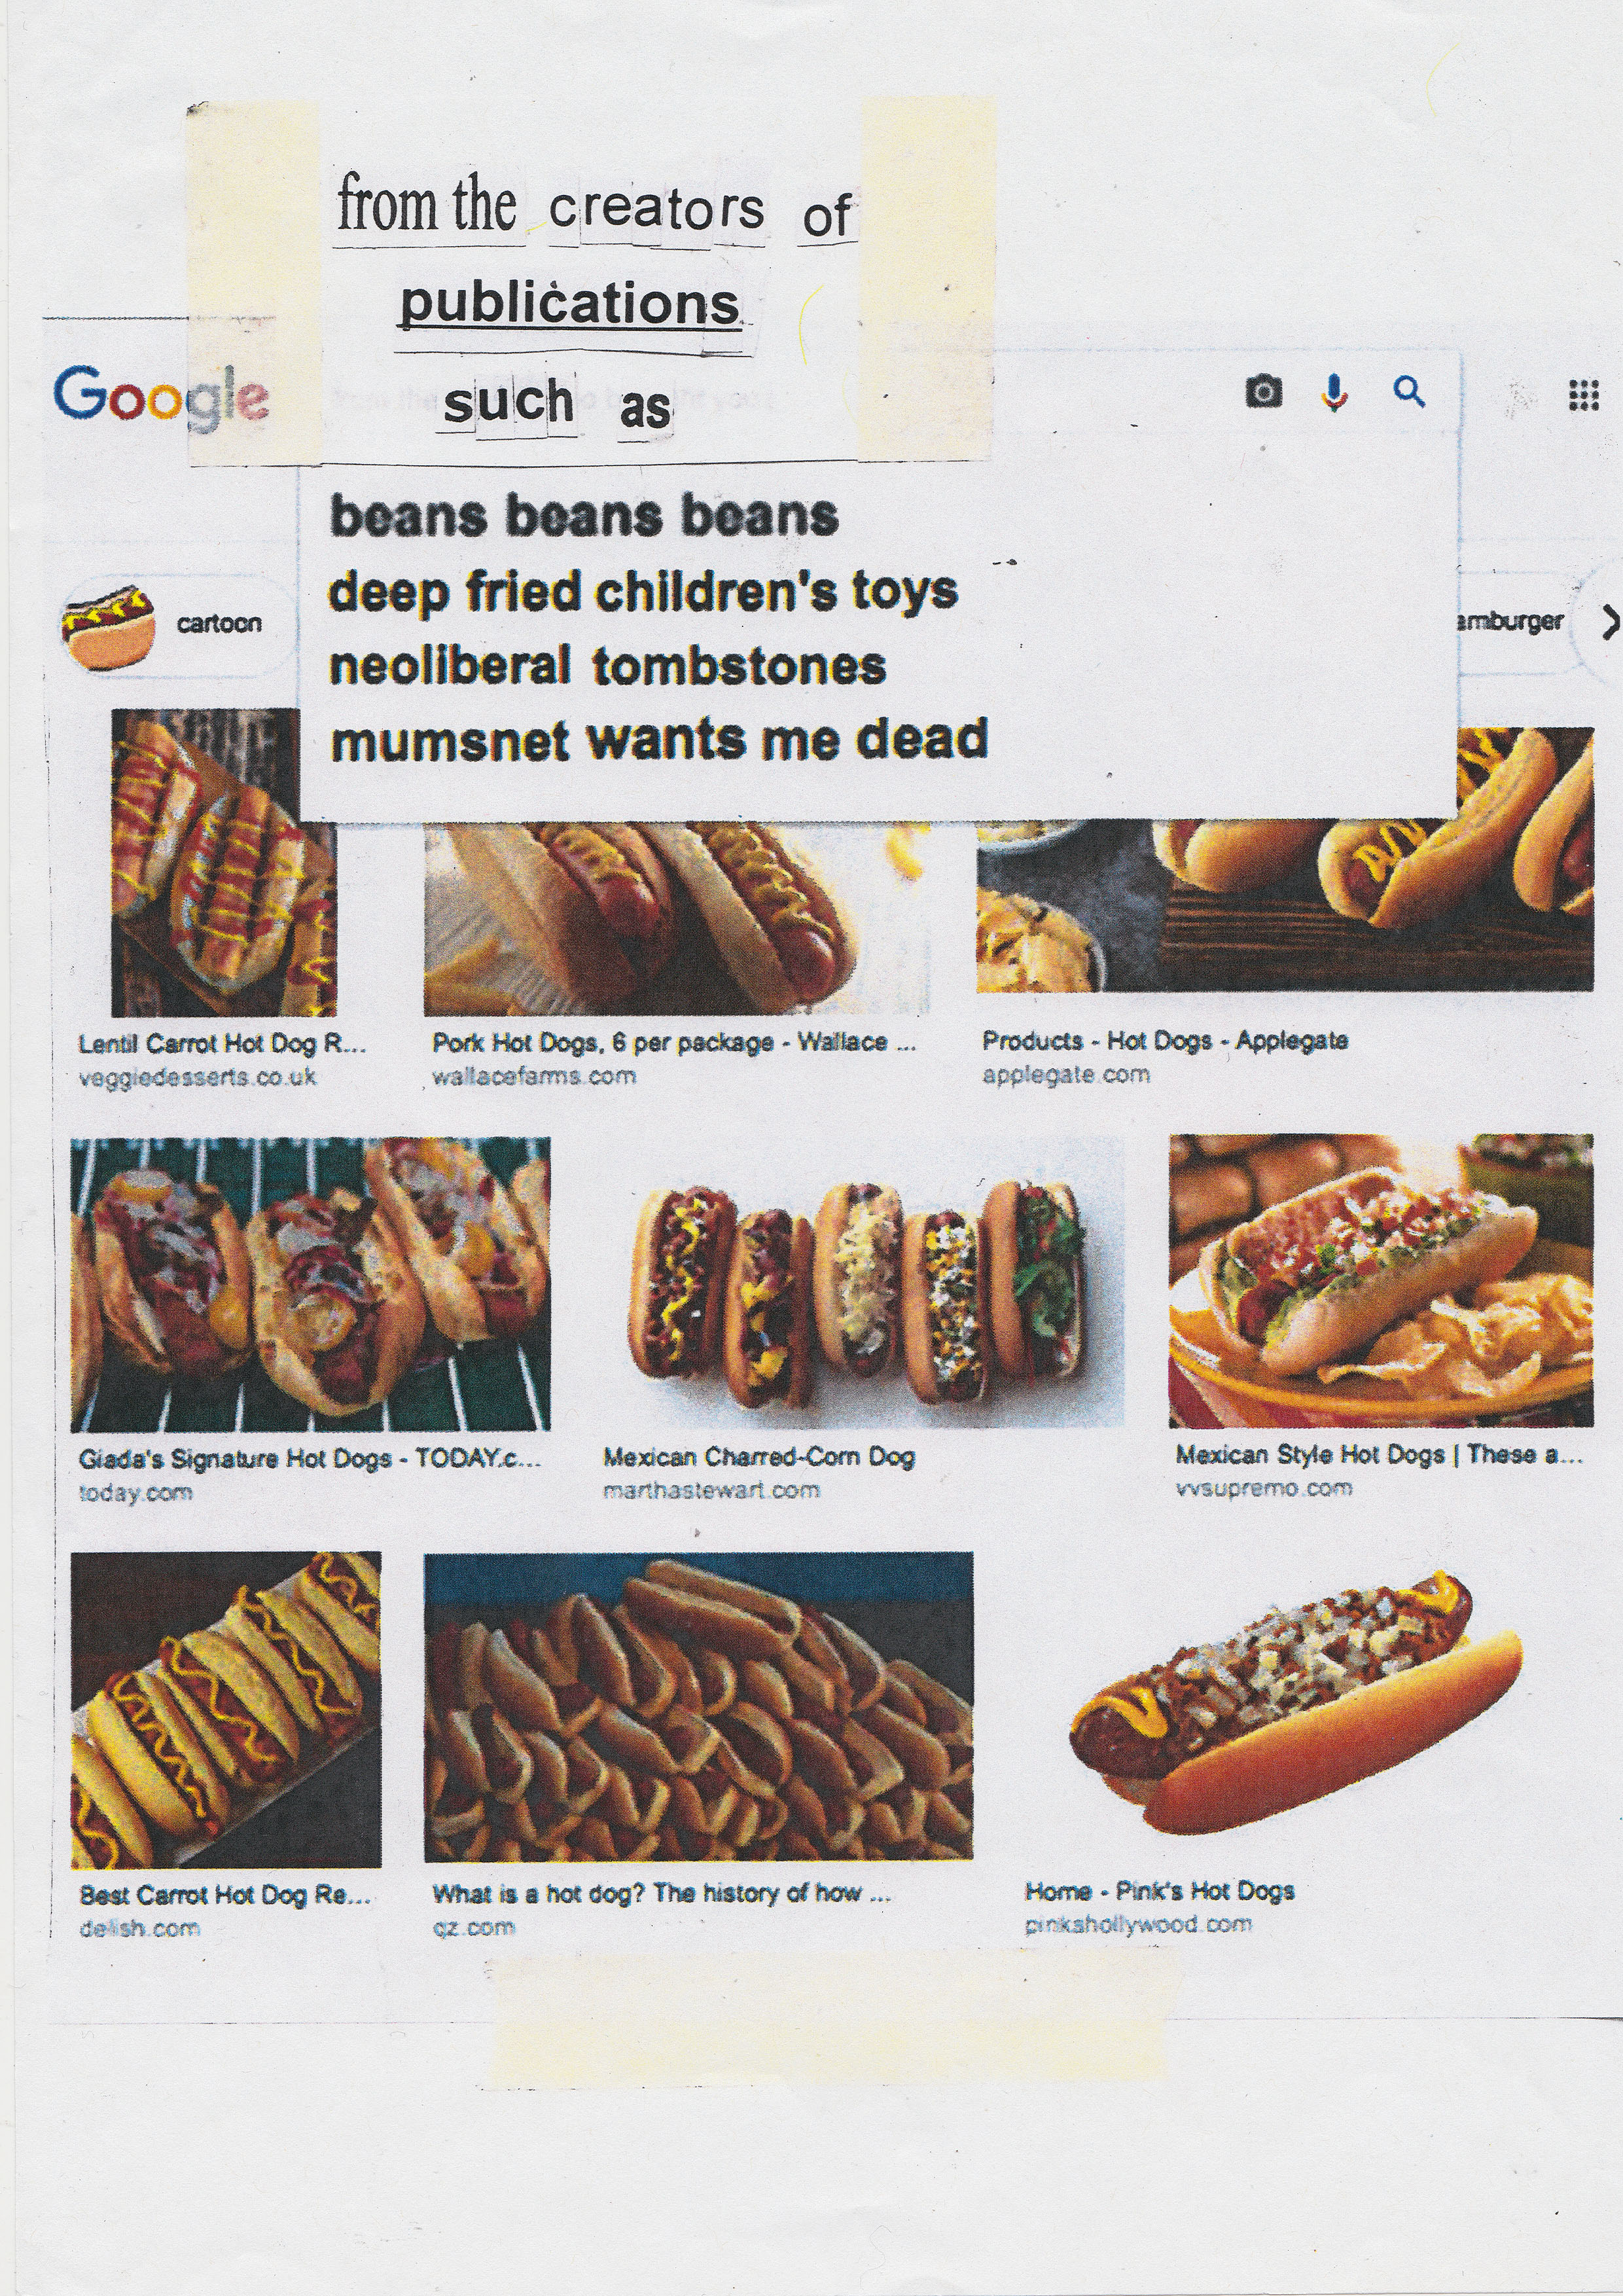 from the creators of
publications
such as
Google
beans beans beans
deep fried children's toys
neoliberal tombstones
mumsnet wants me dead
cartoon
amburger
Lentil Carrot Hot Dog R...
veggiedesserts.co.uk
Pork Hot Dogs, 6 per package - Wallace ...
wallacefarms.com
Products - Hot Dogs - Applegate
applegate.com
Giada's Signature Hot Dogs - TODAY.c...
today.com
Mexican Charred-Corn Dog
marthastewart.com
Mexican Style Hot Dogs | These a...
vvsupremo.com
Best Carrot Hot Dog Re...
delish.com
What is a hot dog? The history of how ...
qz.com
Home - Pink's Hot Dogs
pinkshollywood.com